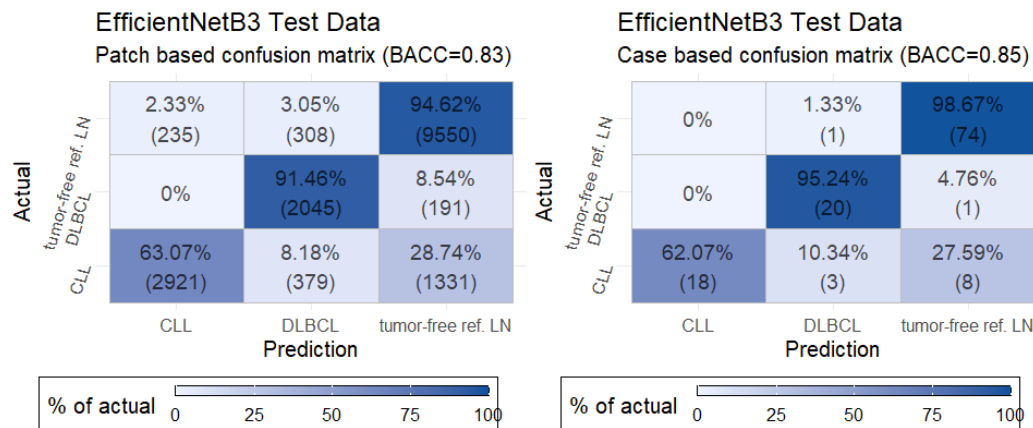 EfficientNetB3 Test Data
Patch based confusion matrix (BACC=0.83)
Actual
tumor-free ref. LN
DLBCL
CLL
2.33%
(235)
3.05%
(308)
94.62%
(9550)
0%
91.46%
(2045)
8.54%
(191)
63.07%
(2921)
8.18%
(379)
28.74%
(1331)
CLL
DLBCL
tumor-free ref. LN
Prediction
% of actual
0
25
50
75
100
EfficientNetB3 Test Data
Case based confusion matrix (BACC=0.85)
Actual
tumor-free ref. LN
DLBCL
CLL
0%
1.33%
(1)
98.67%
(74)
0%
95.24%
(20)
4.76%
(1)
62.07%
(18)
10.34%
(3)
27.59%
(8)
CLL
DLBCL
tumor-free ref. LN
Prediction
% of actual
0
25
50
75
100